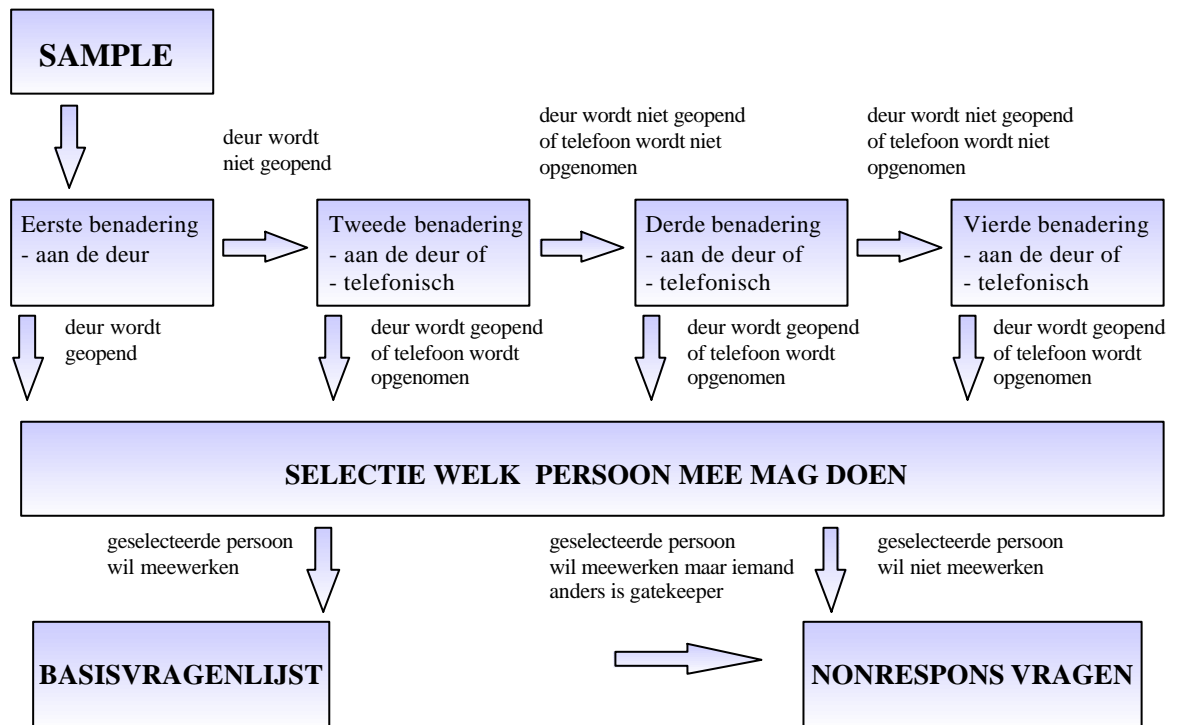 SAMPLE
deur wordt
niet geopend
deur wordt niet geopend
of telefoon wordt niet
opgenomen
deur wordt niet geopend
of telefoon wordt niet
opgenomen
Eerste benadering
- aan de deur
Tweede benadering
- aan de deur of
- telefonisch
Derde benadering
- aan de deur of
- telefonisch
Vierde benadering
- aan de deur of
- telefonisch
deur wordt
geopend
deur wordt geopend
of telefoon wordt
opgenomen
deur wordt geopend
of telefoon wordt
opgenomen
deur wordt geopend
of telefoon wordt
opgenomen
SELECTIE WELK PERSOON MEE MAG DOEN
geselecteerde persoon
wil meewerken
geselecteerde persoon
wil meewerken maar iemand
anders is gatekeeper
geselecteerde persoon
wil niet meewerken
BASISVRAGENLIJST
NONRESPONS VRAGEN